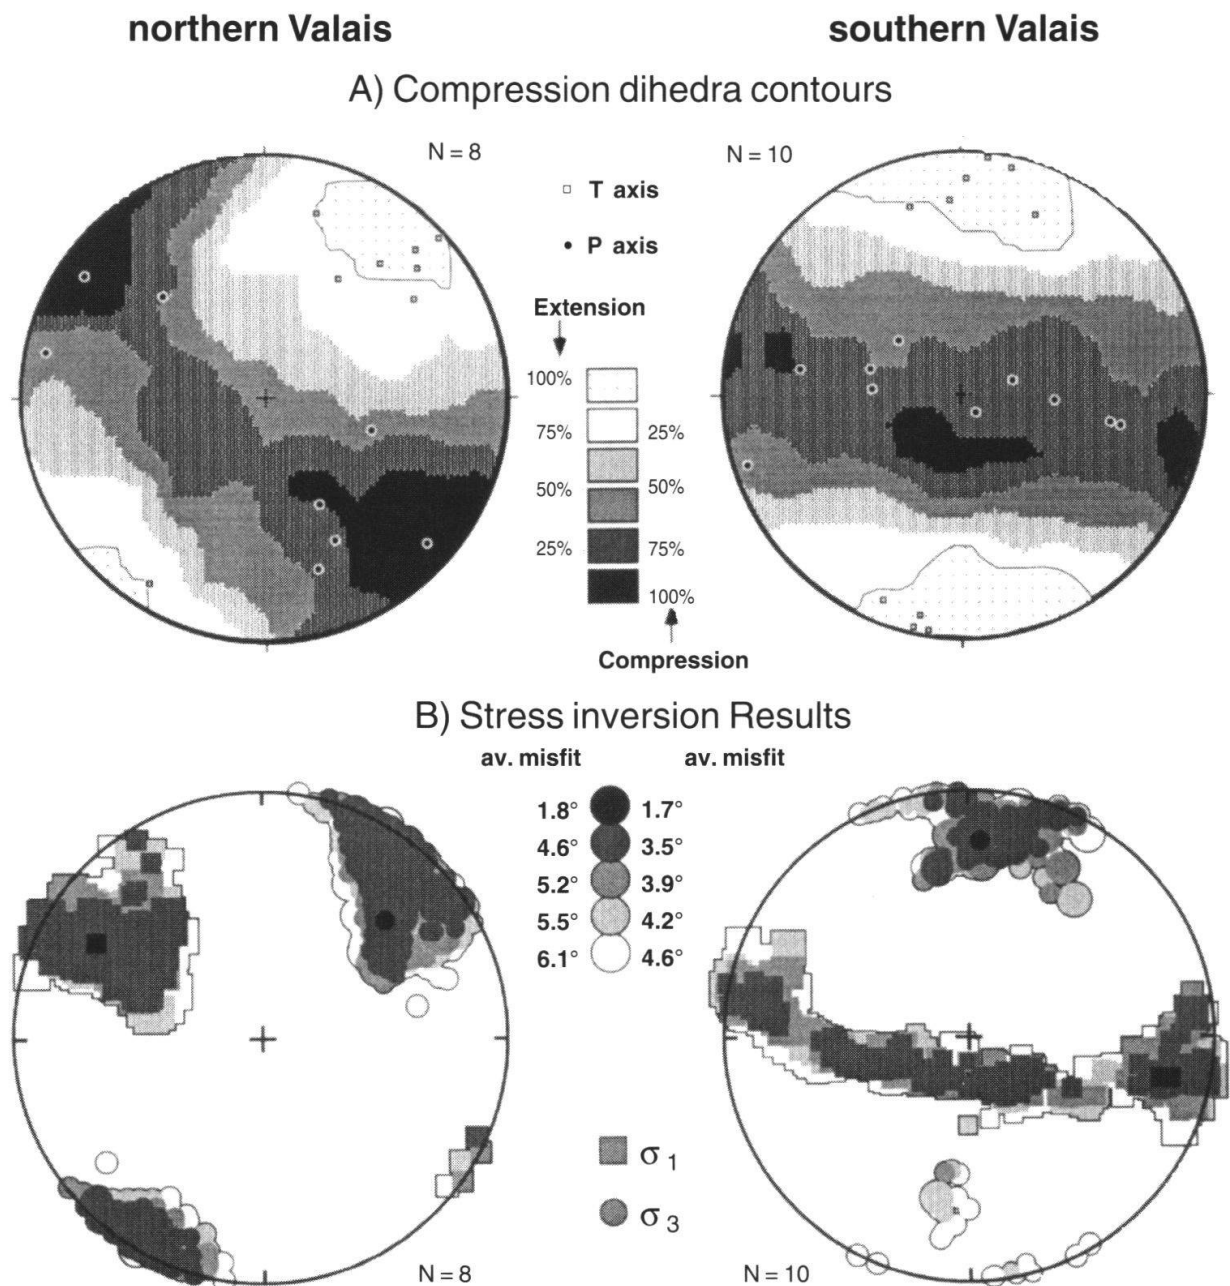 northern Valais southern Valais
A) Compression dihedra contours
N = 8 N = 10
T axis
P axis
Extension
100%
75% 25%
50% 50%
25% 75%
100%
Compression
B) Stress inversion Results
av. misfit av. misfit
1.8° 1.7°
4.6° 3.5°
5.2° 3.9°
5.5° 4.2°
6.1° 4.6°
σ 1
σ 3
N = 8 N = 10